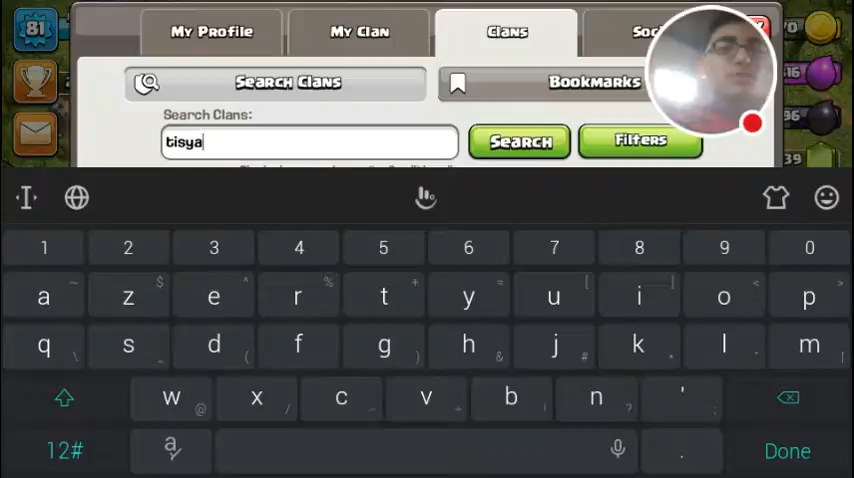 81
My Profile
My Clan
Clans
Soci
Search Clans
Bookmarks
Search Clans:
tisya
Search
Filters
1 2 3 4 5 6 7 8 9 0
a ~ z $ e ^ r % t + y = u [ i ] o < p >
q \ s _ d ( f g ) h & j # k * l " m [
w @ x / c - v ÷ b ! n ? ' ;
12# a . Done